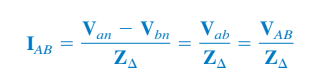 I_AB = (V_an − V_bn) / Z_Δ = V_ab / Z_Δ = V_AB / Z_Δ